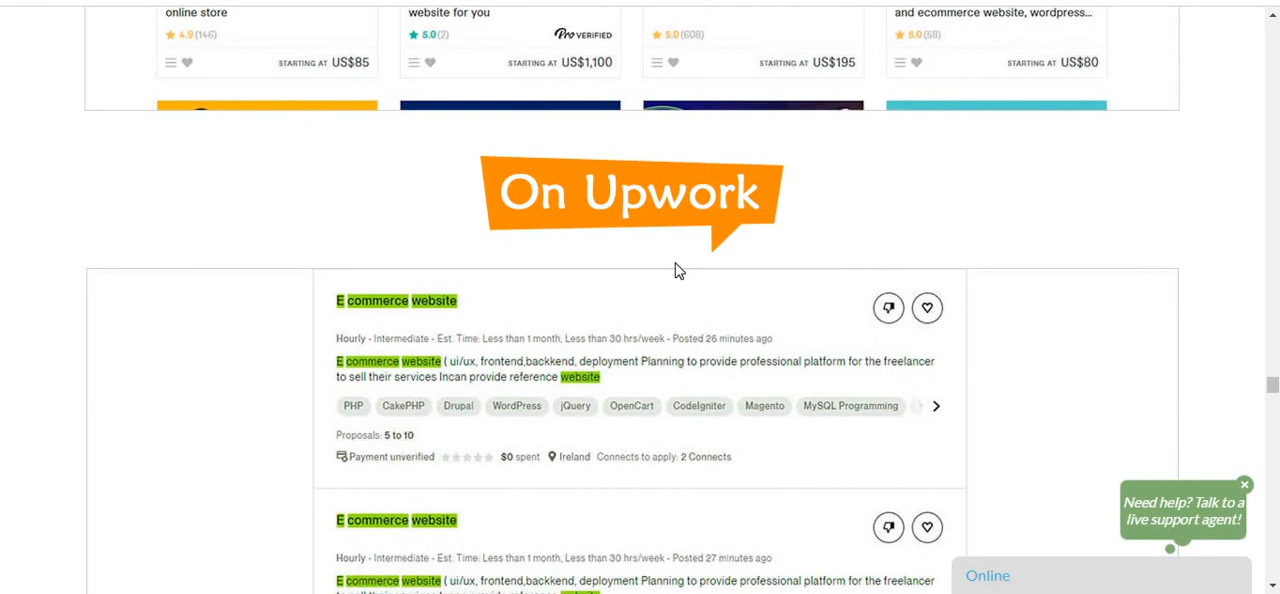 online store
website for you
and ecommerce website, wordpress...
4.9 (146)
5.0 (2)
Pro VERIFIED
5.0 (608)
5.0 (58)
STARTING AT US$85
STARTING AT US$1,100
STARTING AT US$195
STARTING AT US$80
On Upwork
E commerce website
Hourly - Intermediate - Est. Time: Less than 1 month, Less than 30 hrs/week - Posted 26 minutes ago
E commerce website ( ui/ux, frontend,backkend, deployment Planning to provide professional platform for the freelancer
to sell their services Incan provide reference website
PHP CakePHP Drupal WordPress jQuery OpenCart CodeIgniter Magento MySQL Programming
Proposals: 5 to 10
Payment unverified $0 spent Ireland Connects to apply: 2 Connects
E commerce website
Hourly - Intermediate - Est. Time: Less than 1 month, Less than 30 hrs/week - Posted 27 minutes ago
E commerce website ( ui/ux, frontend,backkend, deployment Planning to provide professional platform for the freelancer
Need help? Talk to a
live support agent!
Online